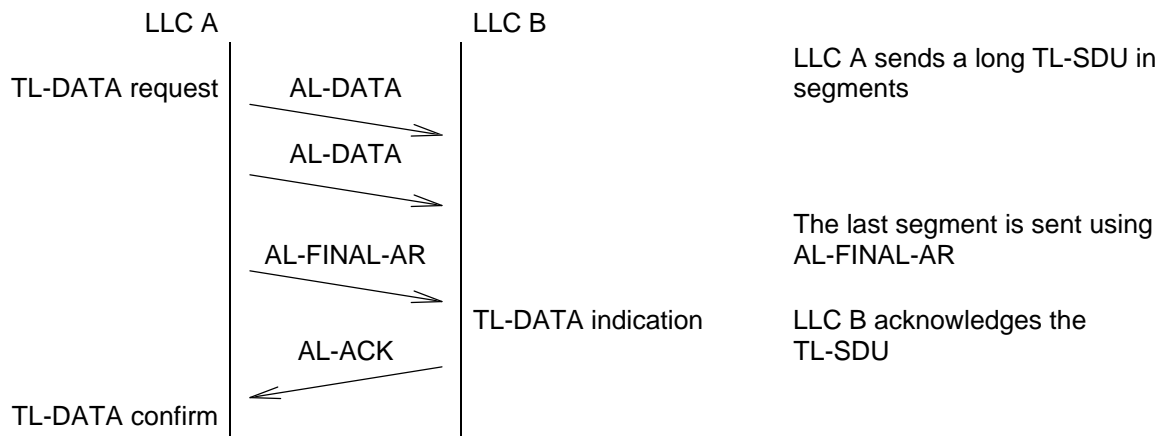 LLC A
LLC B
LLC A sends a long TL-SDU in
segments
TL-DATA request
AL-DATA
AL-DATA
The last segment is sent using
AL-FINAL-AR
AL-FINAL-AR
TL-DATA indication
LLC B acknowledges the
TL-SDU
AL-ACK
TL-DATA confirm